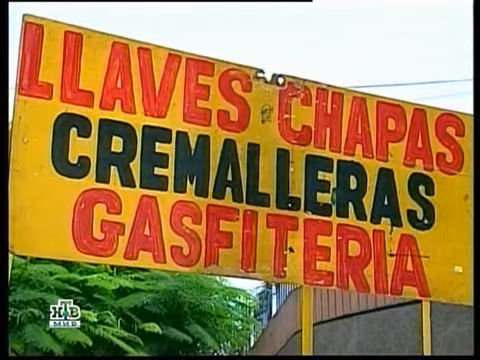 LLAVES CHAPAS
CREMALLERAS
GASFITERIA
НТВ
МИР